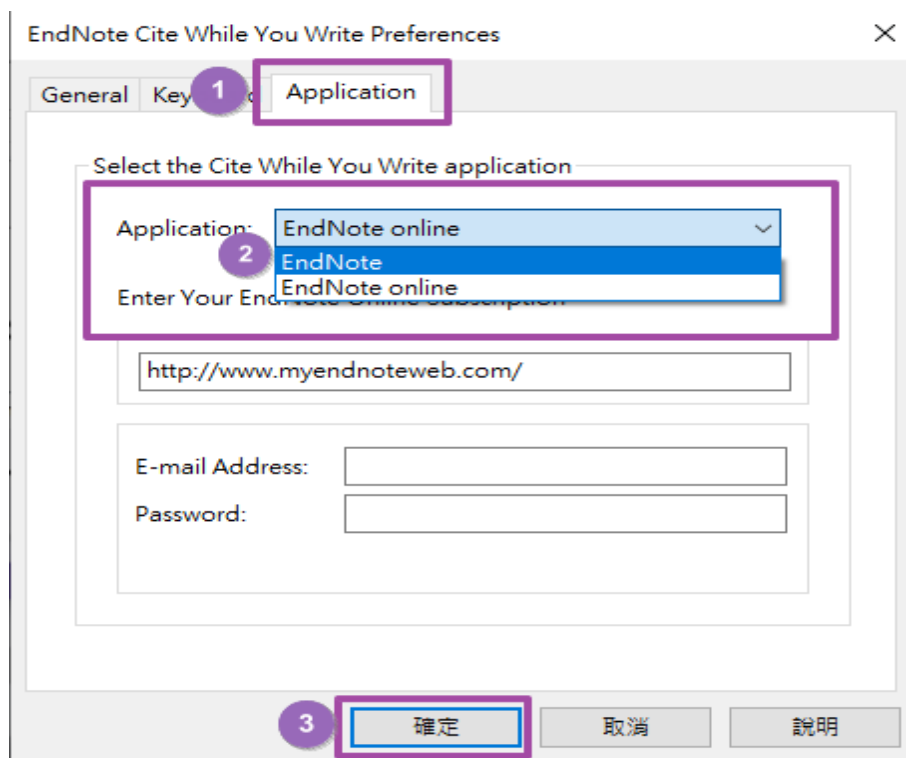 EndNote Cite While You Write Preferences
General Key 1 Application
Select the Cite While You Write application
Application: EndNote online
2 EndNote
EndNote online
Enter Your
http://www.myendnoteweb.com/
E-mail Address:
Password:
3 確定 取消 說明